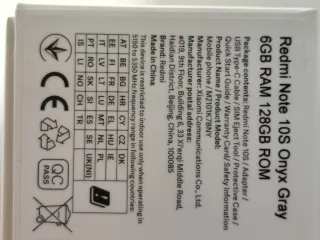 Redmi Note 10S Onyx Gray
6GB RAM 128GB ROM
Package Contents: Redmi Note 10S / Adapter /
USB Type-C Cable / SIM Eject Tool / Protective Case /
Quick Start Guide / Warranty Card / Safety Information
Product Name / Product Model:
Mobile phone / M2101K7BNY
Manufacturer: Xiaomi Communications Co., Ltd.
#019, 9th Floor, Building 6, 33 Xi'erqi Middle Road,
Haidian District, Beijing, China, 100085
Brand: Redmi
Made in China
This device is restricted to indoor use only when operating in
5150 to 5350 MHz frequency range in following countries:
AT BE BG HR CY CZ DK
EE FI FR DE EL HU IE
IT LV LT LU MT NL PL
PT RO SK SI ES SE UK(NI)
IS LI NO CH TR
QC
PASS